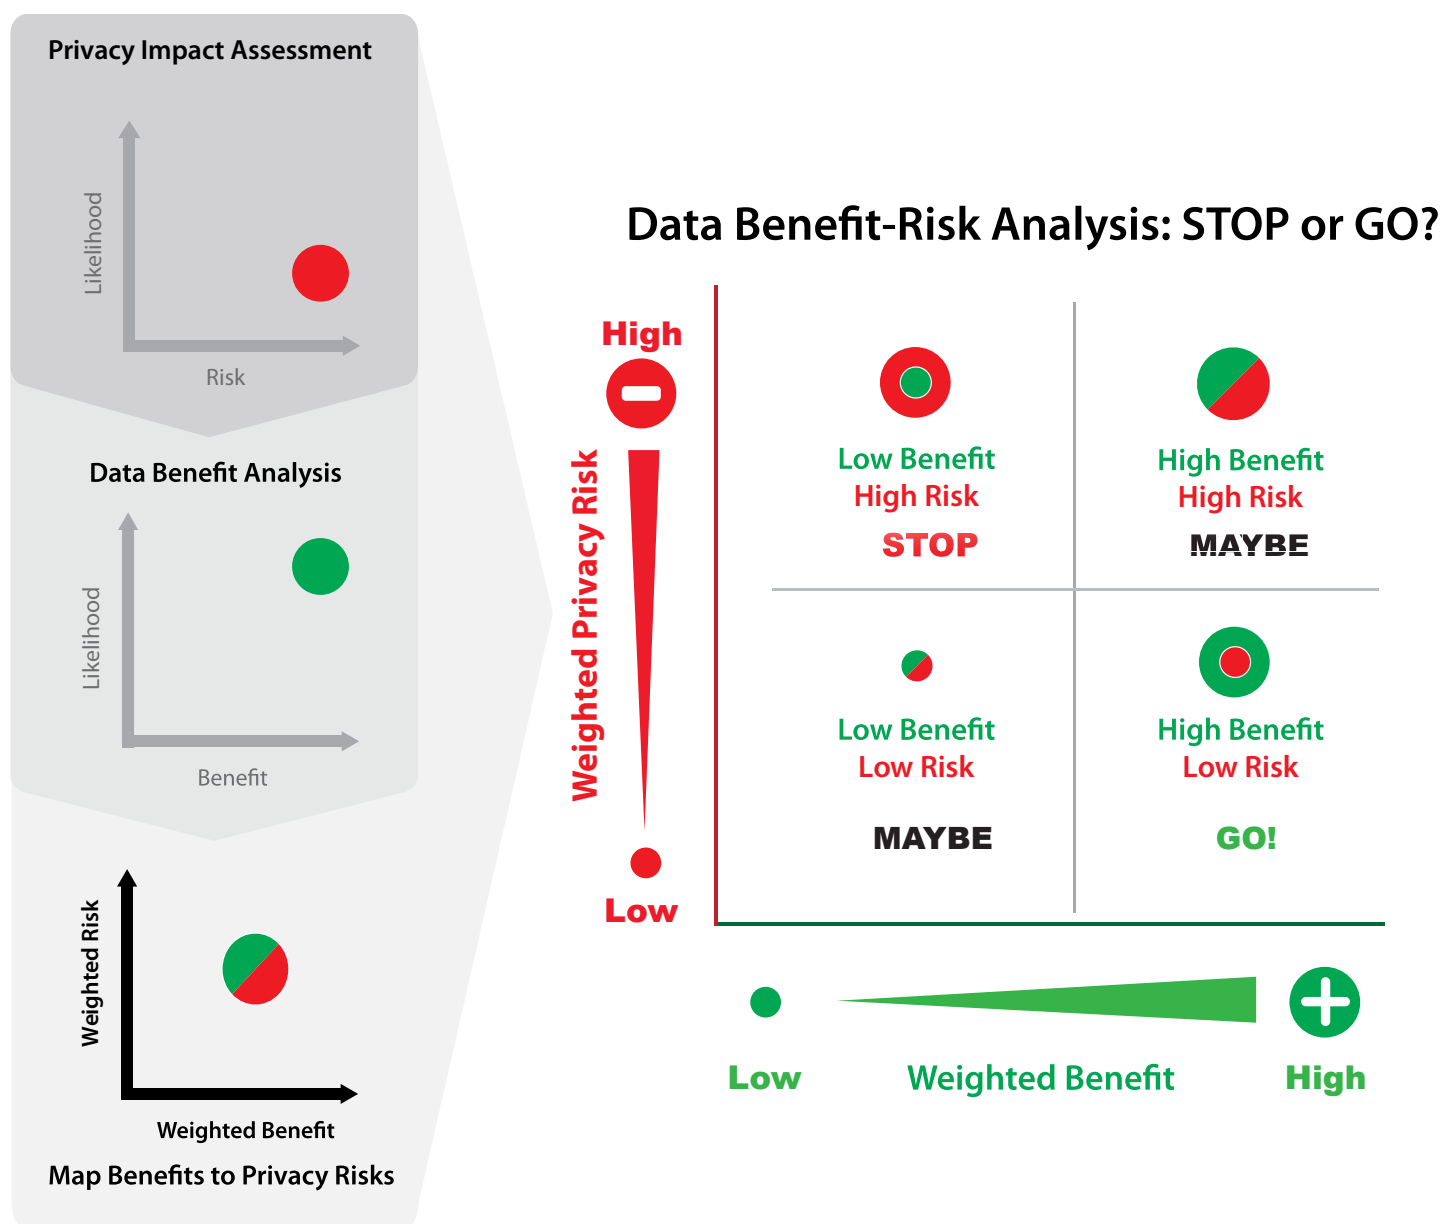 Privacy Impact Assessment
Likelihood
Risk
Data Benefit Analysis
Likelihood
Benefit
Weighted Risk
Weighted Benefit
Map Benefits to Privacy Risks
Data Benefit-Risk Analysis: STOP or GO?
High
Weighted Privacy Risk
Low
Low Benefit
High Risk
STOP
High Benefit
High Risk
MAYBE
Low Benefit
Low Risk
MAYBE
High Benefit
Low Risk
GO!
Low
Weighted Benefit
High